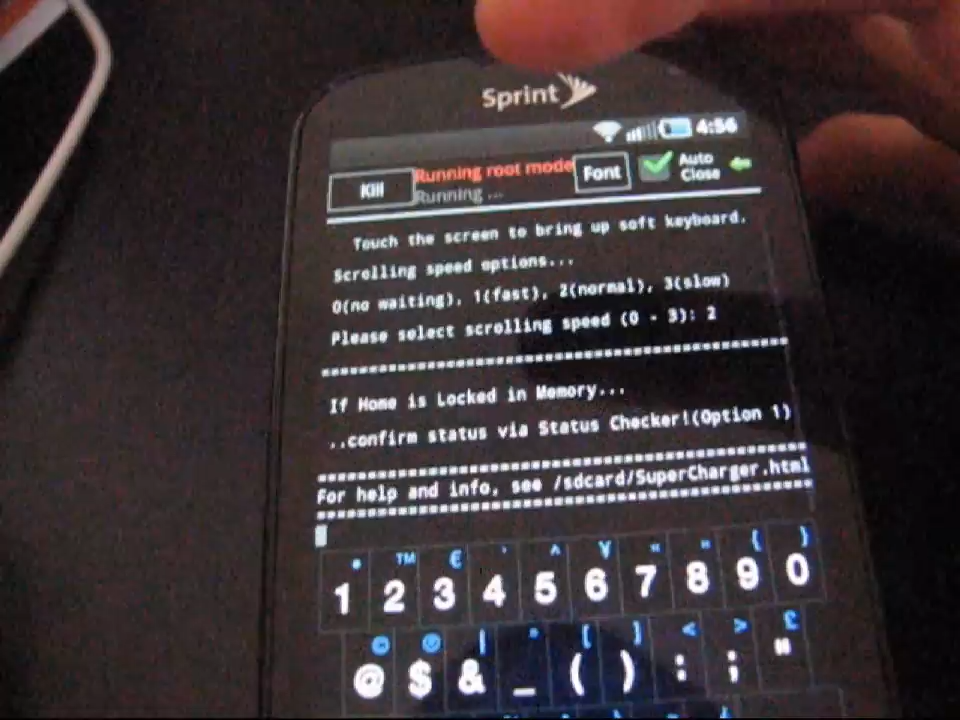 Sprint
4:56
Kill
Running root mode
Running ...
Font
Auto
Close
Touch the screen to bring up soft keyboard.
Scrolling speed options...
0(no waiting), 1(fast), 2(normal), 3(slow)
Please select scrolling speed (0 - 3): 2
==========================================
If Home is Locked in Memory...
..confirm status via Status Checker!(Option 1)
==========================================
For help and info, see /sdcard/SuperCharger.html
==========================================
™ € ^ ¥ { }
1 2 3 4 5 6 7 8 9 0
| [ ] < > £
@ $ & _ ( ) : ; "